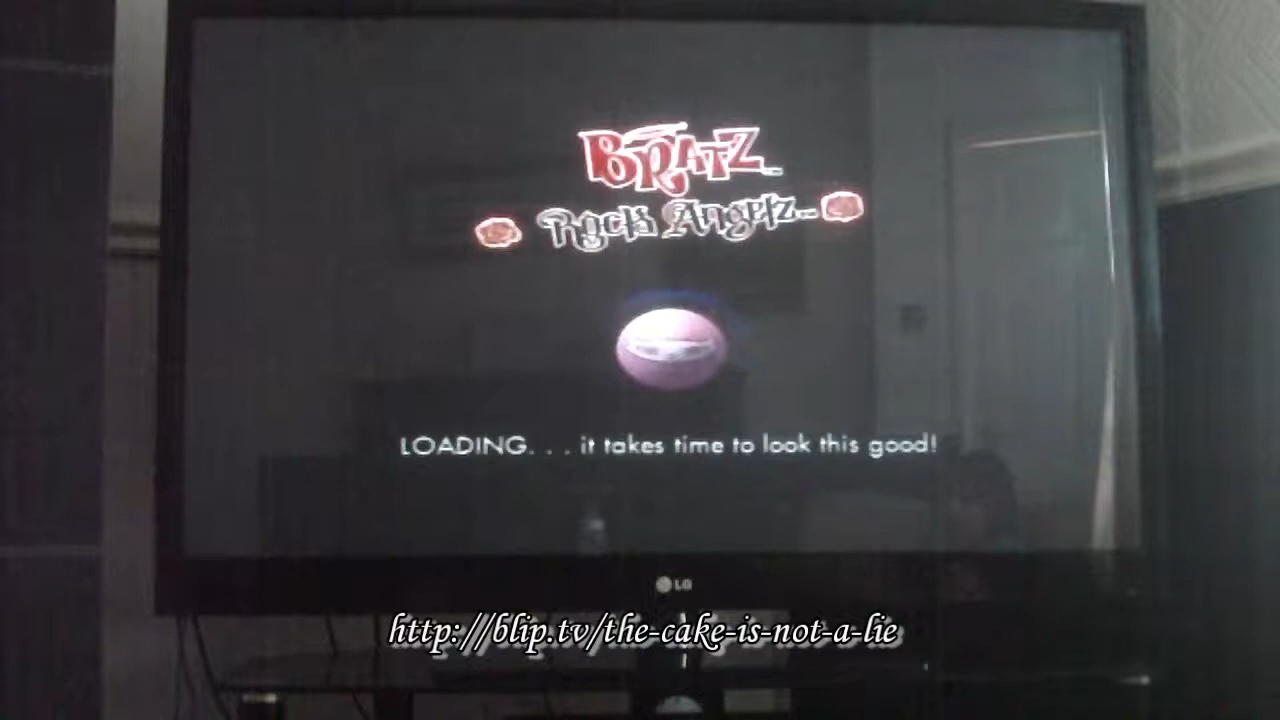 BRATZ
Rock Angelz
LOADING. . . it takes time to look this good!
LG
http://blip.tv/the-cake-is-not-a-lie